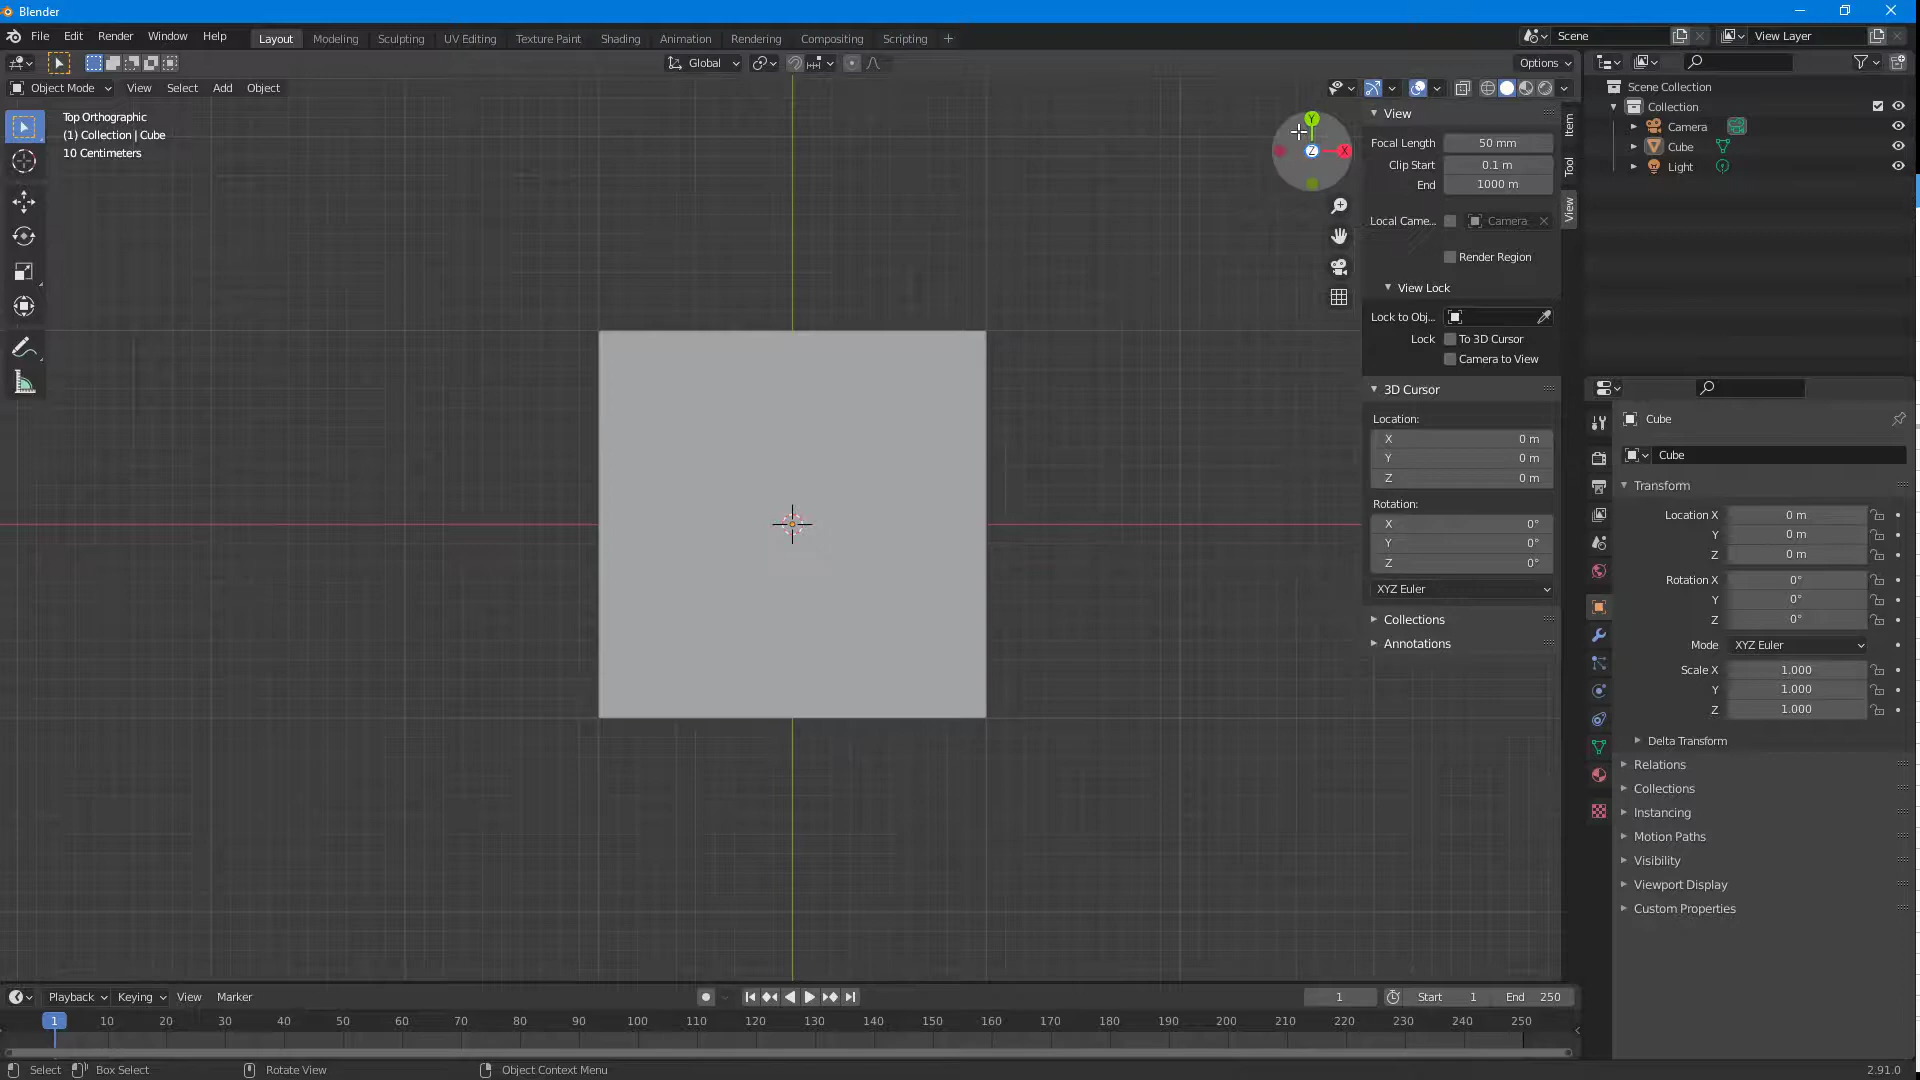 Blender
File Edit Render Window Help
Layout Modeling Sculpting UV Editing Texture Paint Shading Animation Rendering Compositing Scripting +
Scene
View Layer
Global
Options
Object Mode View Select Add Object
Top Orthographic
(1) Collection | Cube
10 Centimeters
Y
Z
X
View
Focal Length 50 mm
Clip Start 0.1 m
End 1000 m
Local Came... Camera
Render Region
View Lock
Lock to Obj...
Lock To 3D Cursor
Camera to View
3D Cursor
Location:
X 0 m
Y 0 m
Z 0 m
Rotation:
X 0°
Y 0°
Z 0°
XYZ Euler
Collections
Annotations
Item
Tool
View
Scene Collection
Collection
Camera
Cube
Light
Cube
Cube
Transform
Location X 0 m
Y 0 m
Z 0 m
Rotation X 0°
Y 0°
Z 0°
Mode XYZ Euler
Scale X 1.000
Y 1.000
Z 1.000
Delta Transform
Relations
Collections
Instancing
Motion Paths
Visibility
Viewport Display
Custom Properties
Playback Keying View Marker
1
Start 1
End 250
1 10 20 30 40 50 60 70 80 90 100 110 120 130 140 150 160 170 180 190 200 210 220 230 240 250
Select Box Select Rotate View Object Context Menu
2.91.0